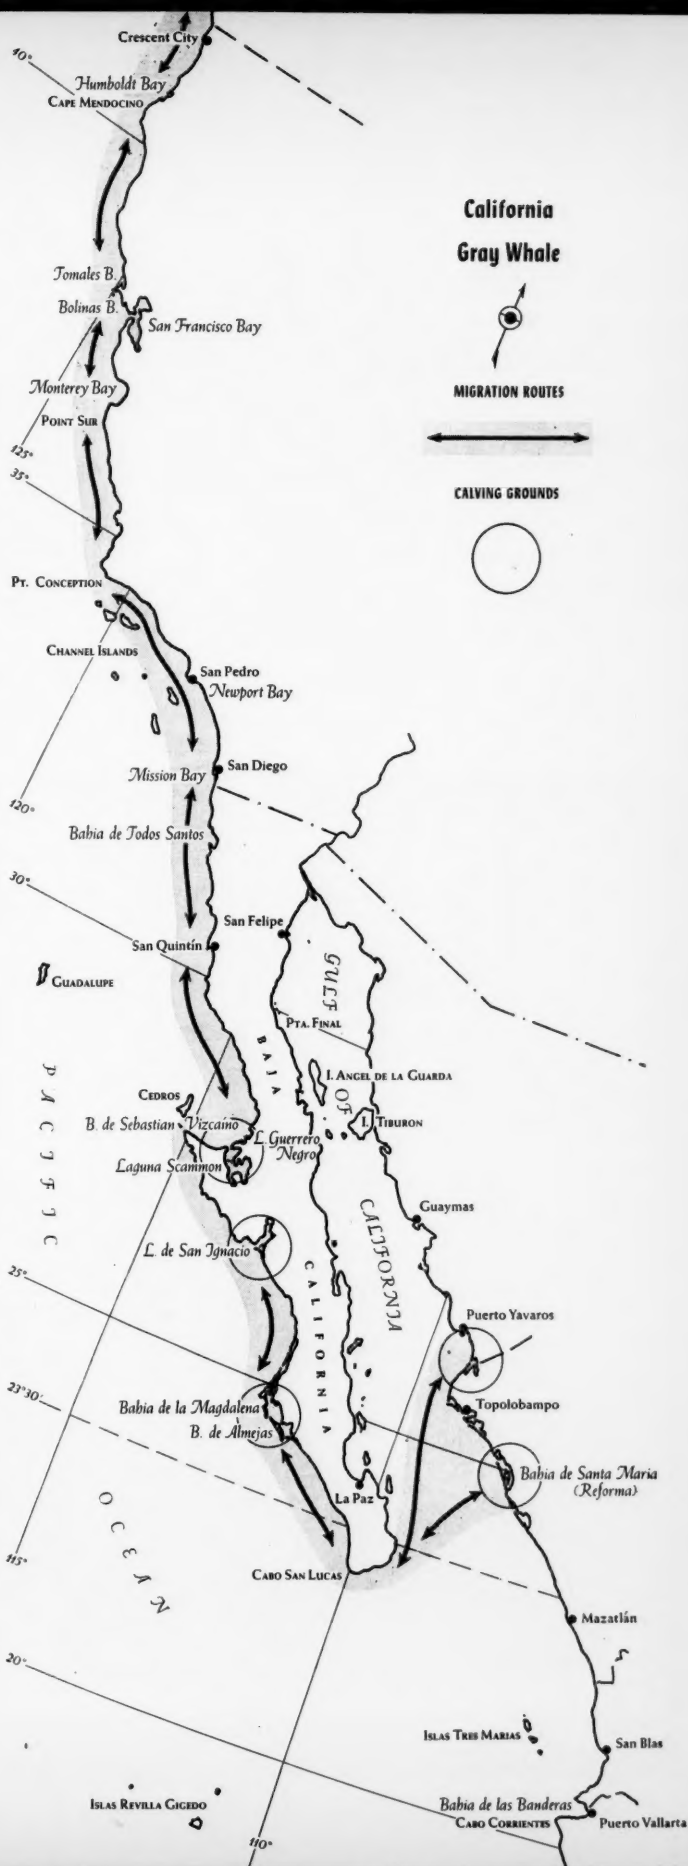 Crescent City
40°
Humboldt Bay
CAPE MENDOCINO
California
Gray Whale
Tomales B.
Bolinas B.
San Francisco Bay
MIGRATION ROUTES
Monterey Bay
POINT SUR
125°
35°
CALVING GROUNDS
PT. CONCEPTION
CHANNEL ISLANDS
San Pedro
Newport Bay
Mission Bay
San Diego
120°
Bahia de Todos Santos
30°
San Felipe
San Quintín
GUADALUPE
GULF
PTA. FINAL
BAJA
I. ANGEL DE LA GUARDA
OF
PACIFIC
CEDROS
B. de Sebastian Vizcaino
I. TIBURON
L. Guerrero
Negro
Laguna Scammon
Guaymas
CALIFORNIA
L. de San Ignacio
25°
CALIFORNIA
Puerto Yavaros
23°30'
Bahia de la Magdalena
B. de Almejas
Topolobampo
Bahia de Santa Maria
(Reforma)
La Paz
OCEAN
115°
CABO SAN LUCAS
Mazatlán
20°
ISLAS TRES MARIAS
San Blas
ISLAS REVILLA GIGEDO
Bahia de las Banderas
CABO CORRIENTES
Puerto Vallarta
110°